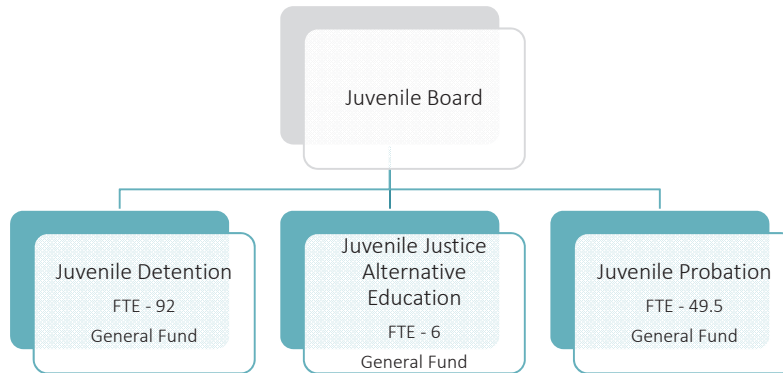 Juvenile Board
Juvenile Detention
FTE - 92
General Fund
Juvenile Justice
Alternative
Education
FTE - 6
General Fund
Juvenile Probation
FTE - 49.5
General Fund